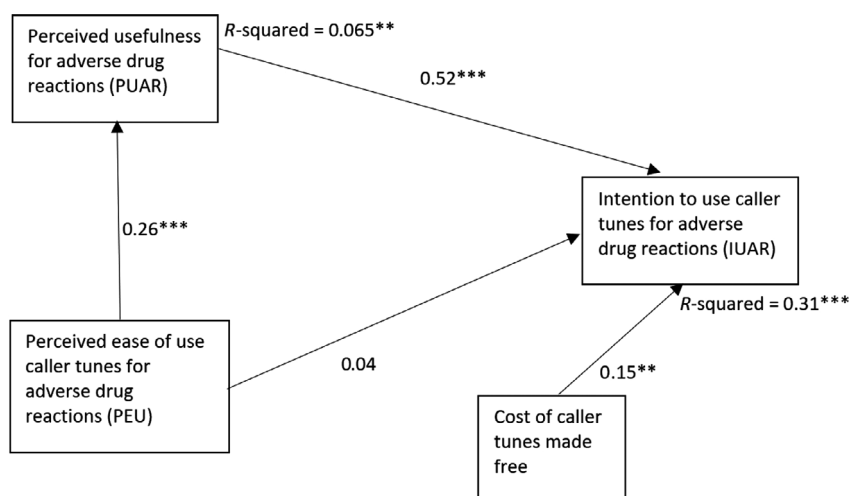 Perceived usefulness
for adverse drug
reactions (PUAR)
R-squared = 0.065**
0.52***
Intention to use caller
tunes for adverse
drug reactions (IUAR)
0.26***
R-squared = 0.31***
Perceived ease of use
caller tunes for
adverse drug
reactions (PEU)
0.04
0.15**
Cost of caller
tunes made
free